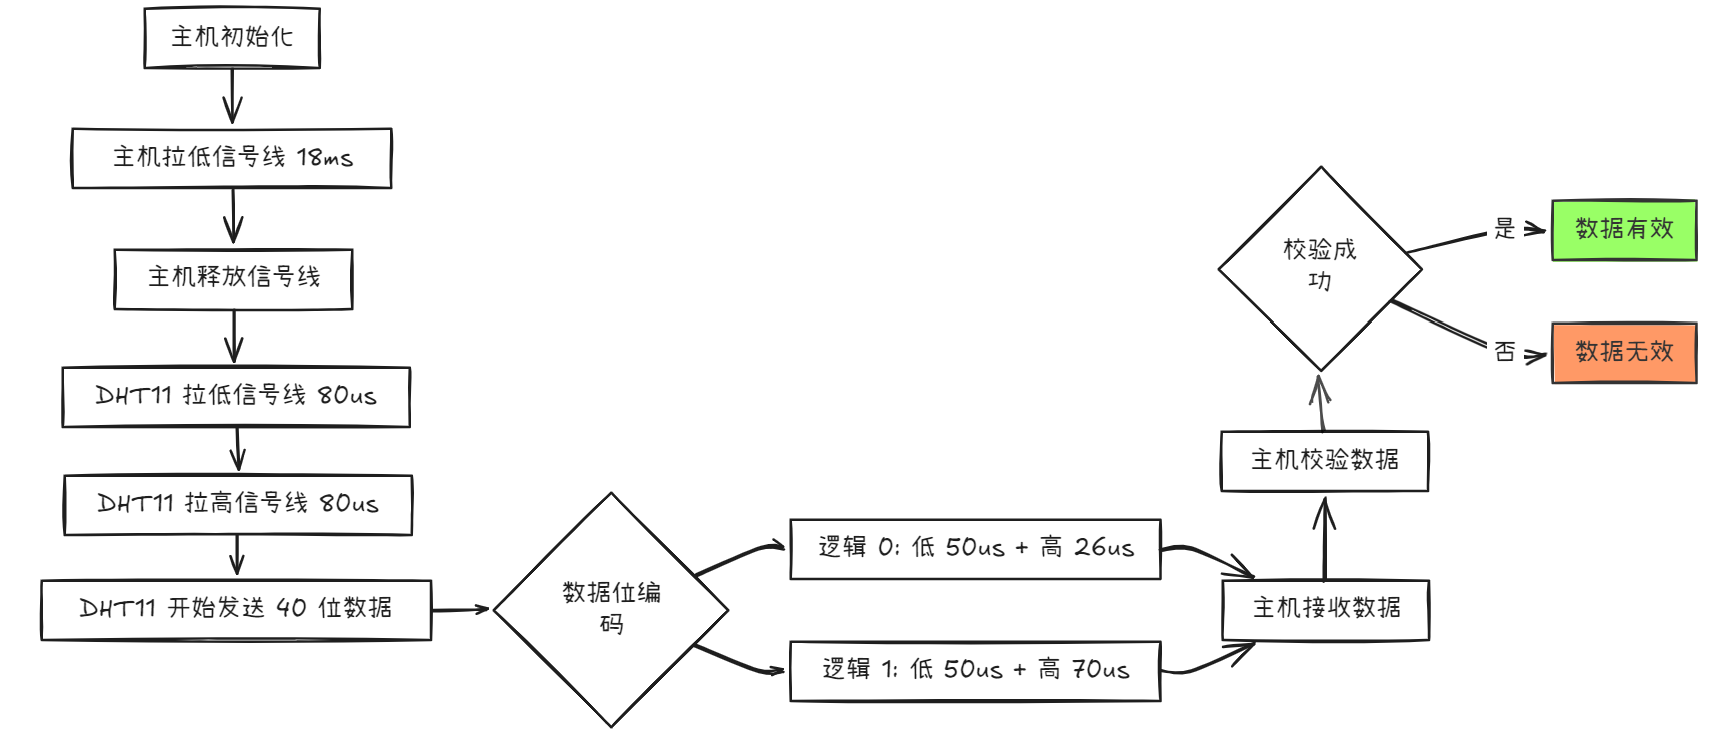 主机初始化
主机拉低信号线 18ms
主机释放信号线
DHT11 拉低信号线 80us
DHT11 拉高信号线 80us
DHT11 开始发送 40 位数据
数据位编
码
逻辑 0: 低 50us + 高 26us
逻辑 1: 低 50us + 高 70us
主机接收数据
主机校验数据
校验成
功
是
数据有效
否
数据无效